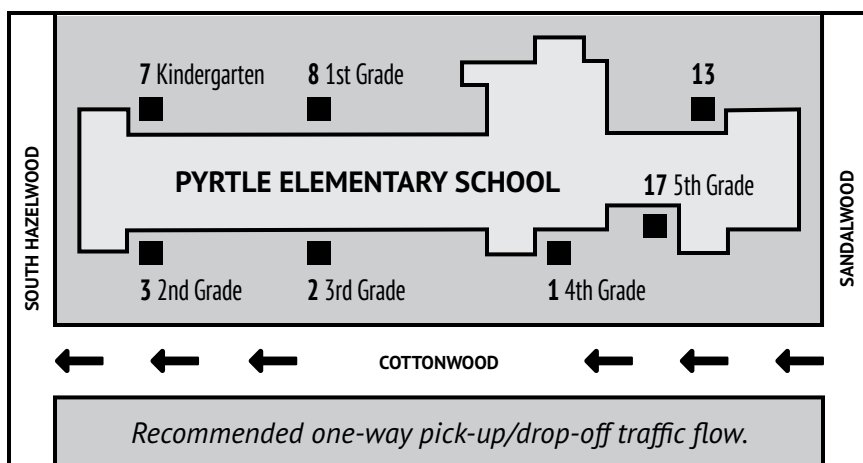 7 Kindergarten
8 1st Grade
13
PYRTLE ELEMENTARY SCHOOL
17 5th Grade
3 2nd Grade
2 3rd Grade
1 4th Grade
SOUTH HAZELWOOD
SANDALWOOD
COTTONWOOD
Recommended one-way pick-up/drop-off traffic flow.